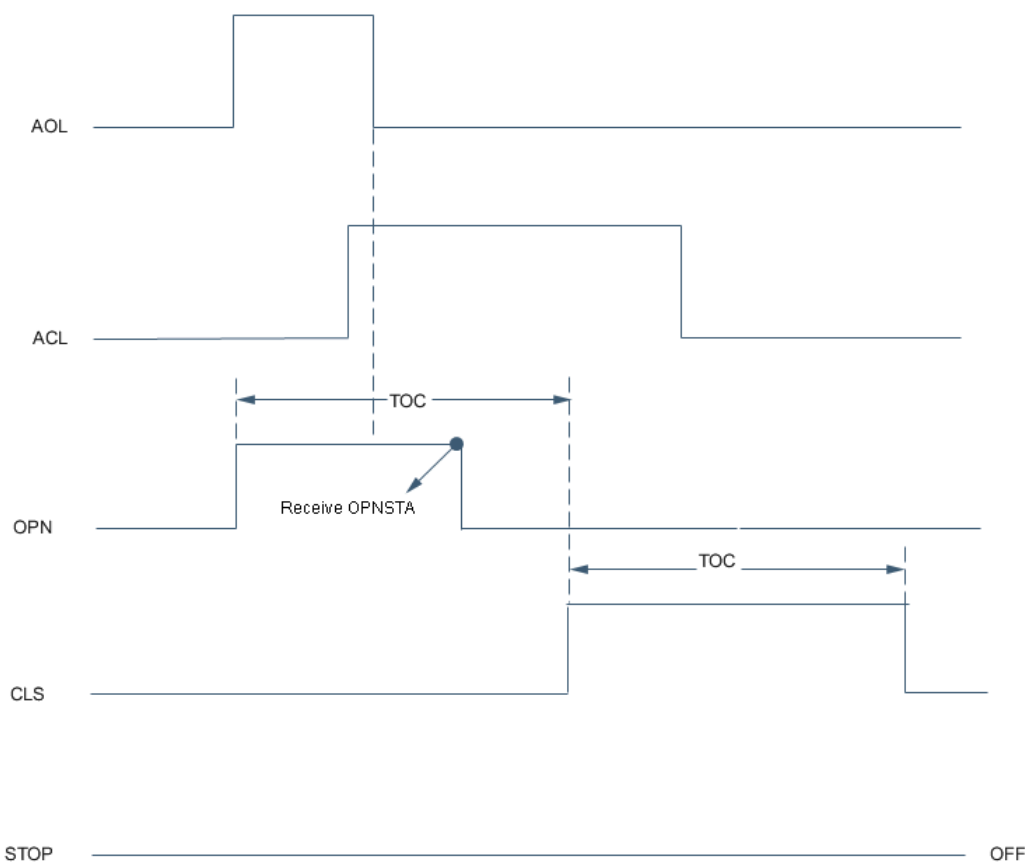 AOL
ACL
TOC
Receive OPNSTA
OPN
TOC
CLS
STOP OFF